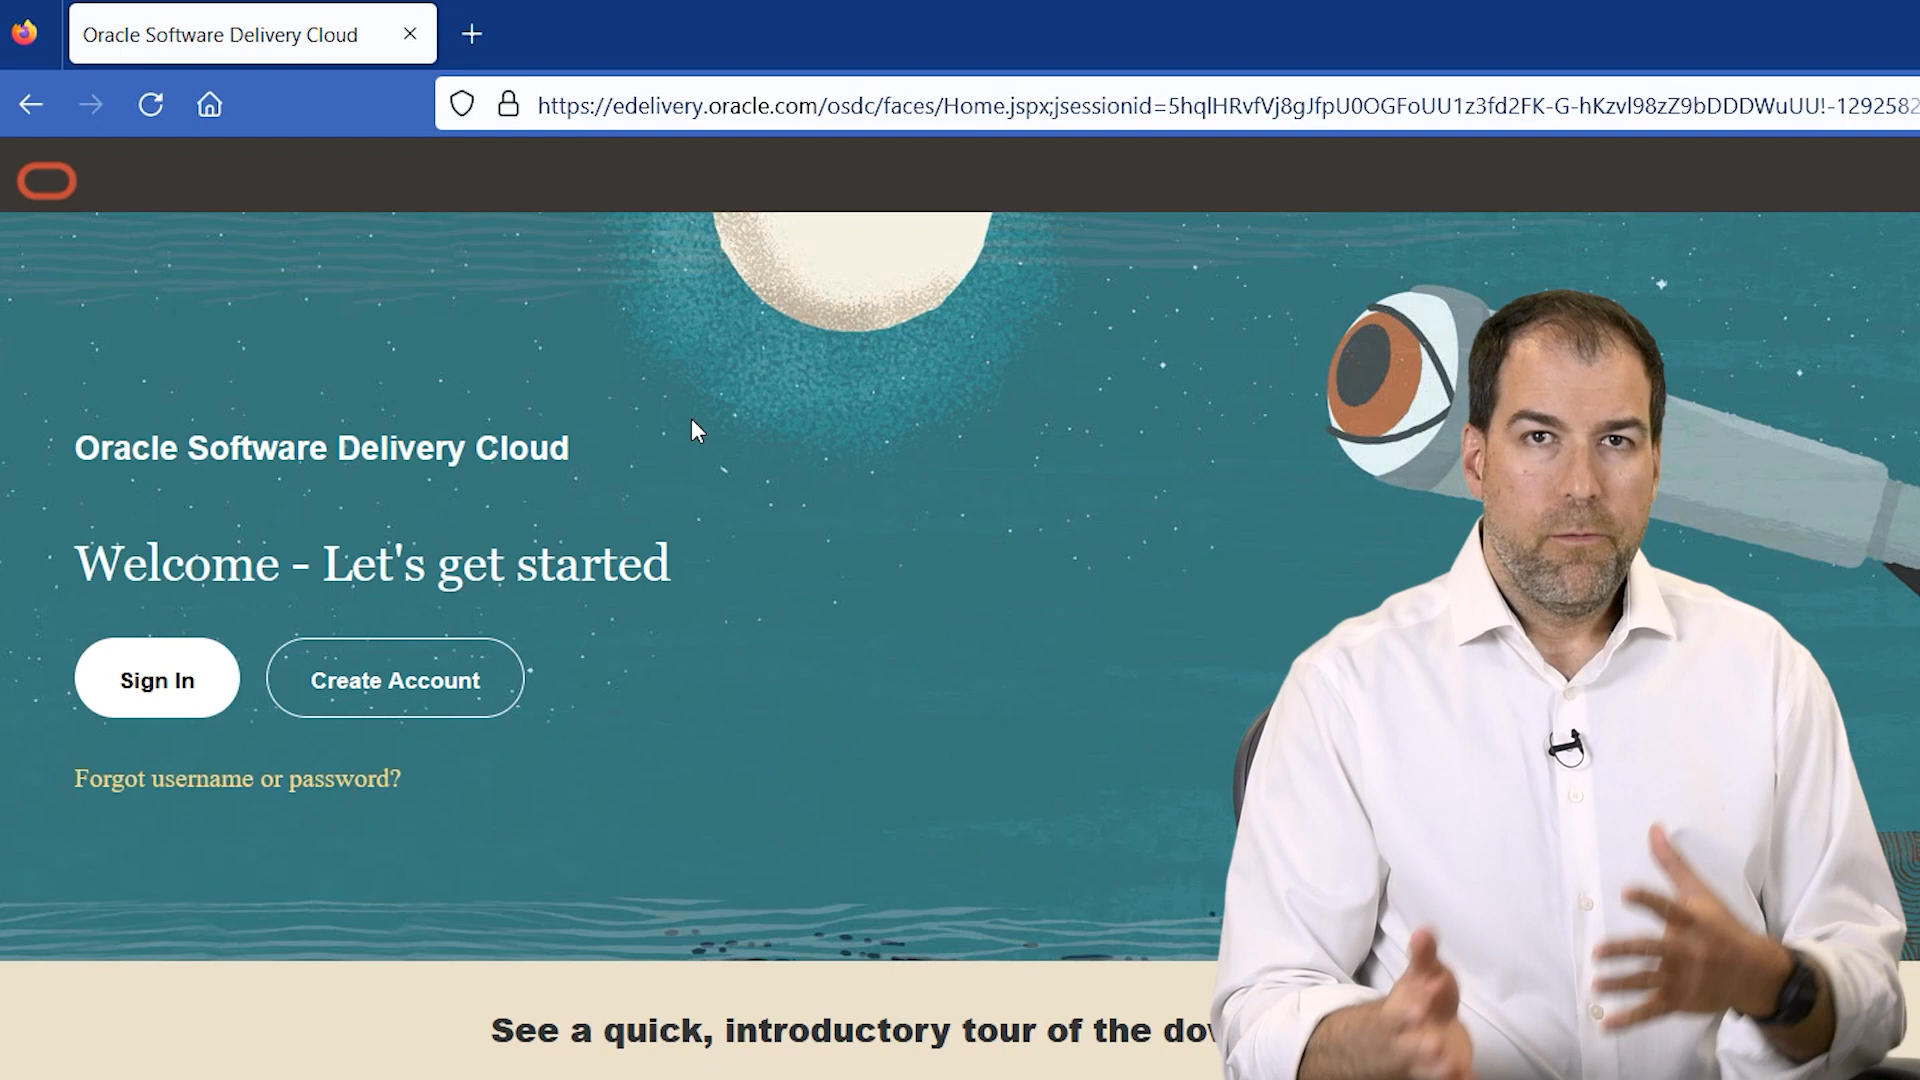 Oracle Software Delivery Cloud
https://edelivery.oracle.com/osdc/faces/Home.jspx;jsessionid=5hqlHRvfVj8gJfpU0OGFoUU1z3fd2FK-G-hKzvl98zZ9bDDDWuUU!-1292582
Oracle Software Delivery Cloud
Welcome - Let's get started
Sign In
Create Account
Forgot username or password?
See a quick, introductory tour of the